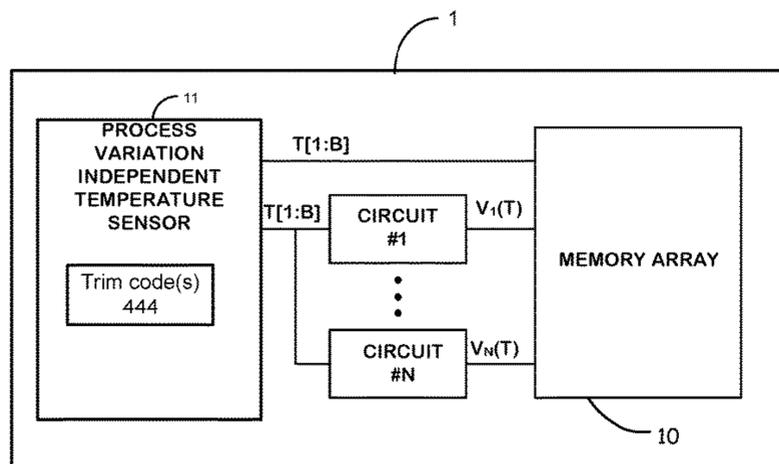 1
11
PROCESS
VARIATION
INDEPENDENT
TEMPERATURE
SENSOR
Trim code(s)
444
T[1:B]
T[1:B]
CIRCUIT
#1
V1(T)
CIRCUIT
#N
VN(T)
MEMORY ARRAY
10